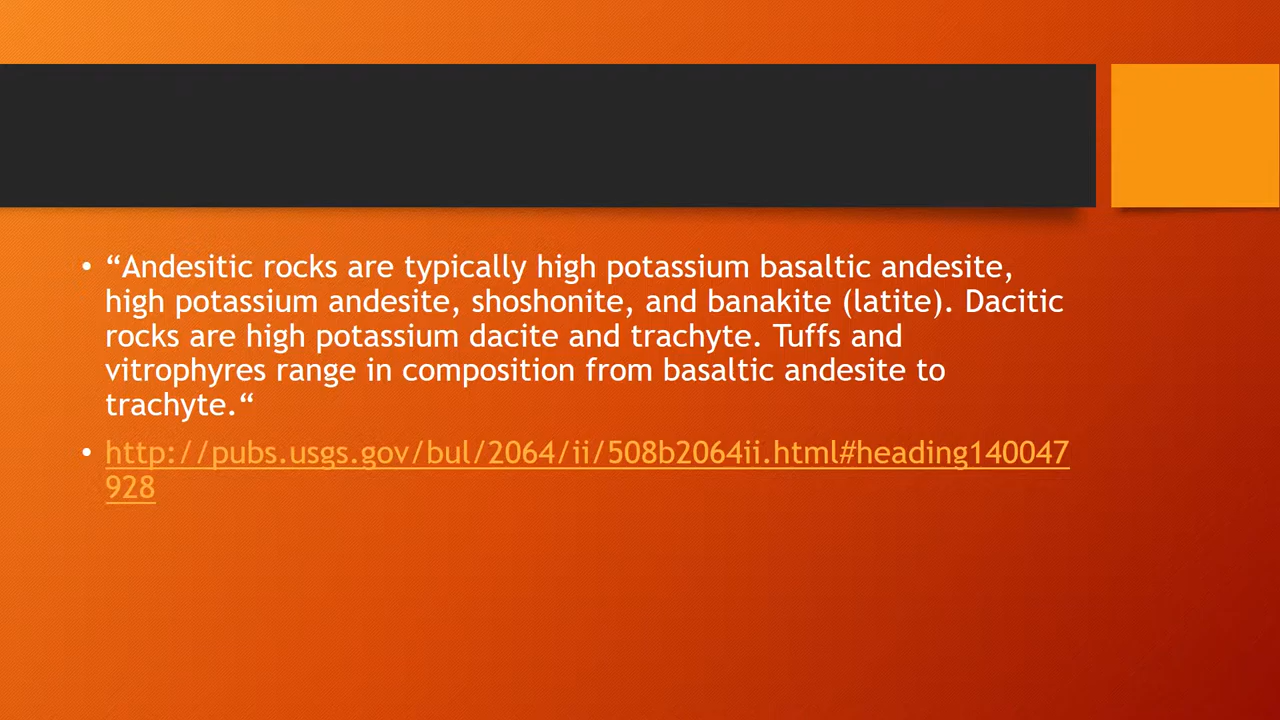 • “Andesitic rocks are typically high potassium basaltic andesite,
high potassium andesite, shoshonite, and banakite (latite). Dacitic
rocks are high potassium dacite and trachyte. Tuffs and
vitrophyres range in composition from basaltic andesite to
trachyte.“
• http://pubs.usgs.gov/bul/2064/ii/508b2064ii.html#heading140047
928